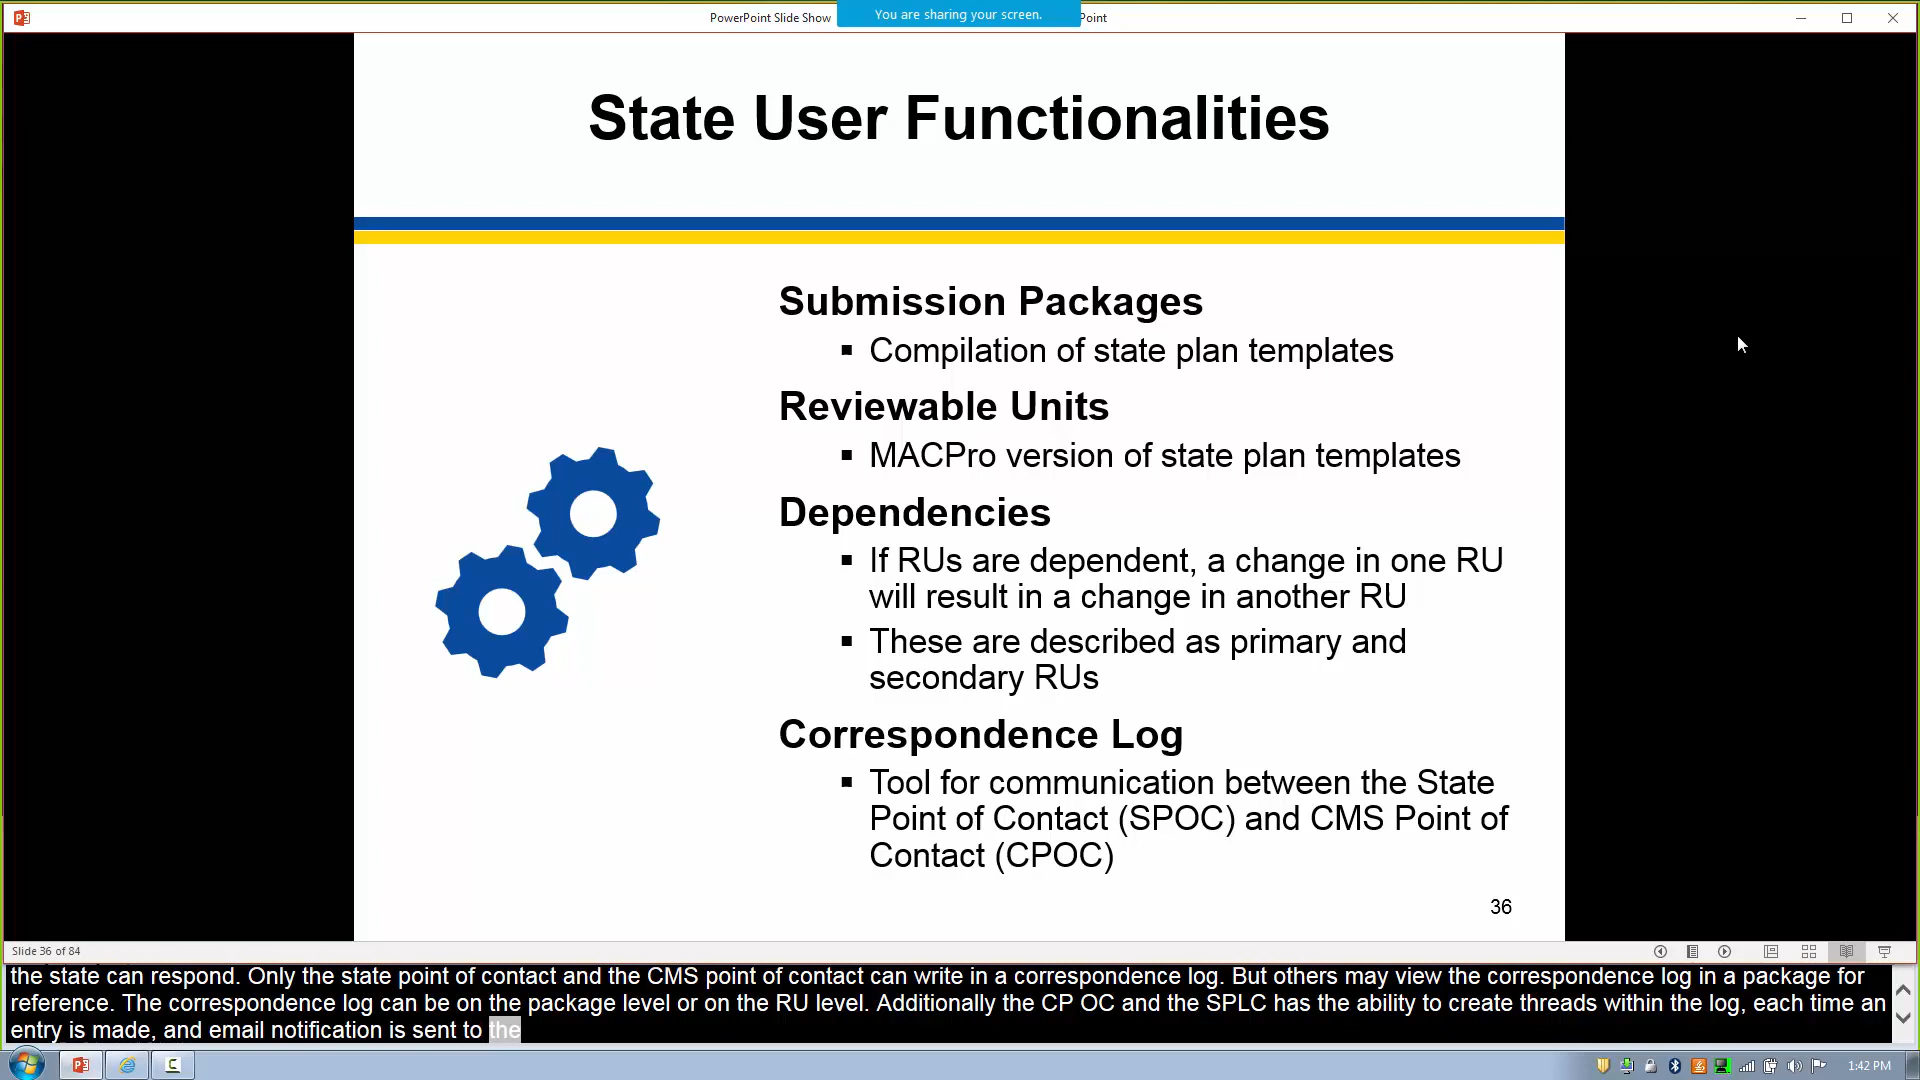 PowerPoint Slide Show
You are sharing your screen.
Point
State User Functionalities
Submission Packages
▪ Compilation of state plan templates
Reviewable Units
▪ MACPro version of state plan templates
Dependencies
▪ If RUs are dependent, a change in one RU
will result in a change in another RU
▪ These are described as primary and
secondary RUs
Correspondence Log
▪ Tool for communication between the State
Point of Contact (SPOC) and CMS Point of
Contact (CPOC)
36
Slide 36 of 84
the state can respond. Only the state point of contact and the CMS point of contact can write in a correspondence log. But others may view the correspondence log in a package for
reference. The correspondence log can be on the package level or on the RU level. Additionally the CP OC and the SPLC has the ability to create threads within the log, each time an
entry is made, and email notification is sent to the
1:42 PM